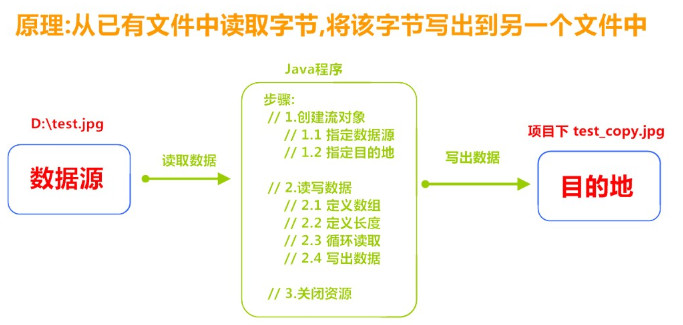 原理:从已有文件中读取字节,将该字节写出到另一个文件中
Java程序
D:\test.jpg
数据源
读取数据
步骤:
// 1.创建流对象
// 1.1 指定数据源
// 1.2 指定目的地
// 2.读写数据
// 2.1 定义数组
// 2.2 定义长度
// 2.3 循环读取
// 2.4 写出数据
// 3.关闭资源
写出数据
项目下 test_copy.jpg
目的地